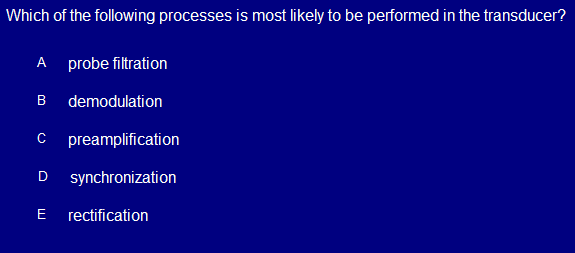 Which of the following processes is most likely to be performed in the transducer?
A probe filtration
B demodulation
C preamplification
D synchronization
E rectification